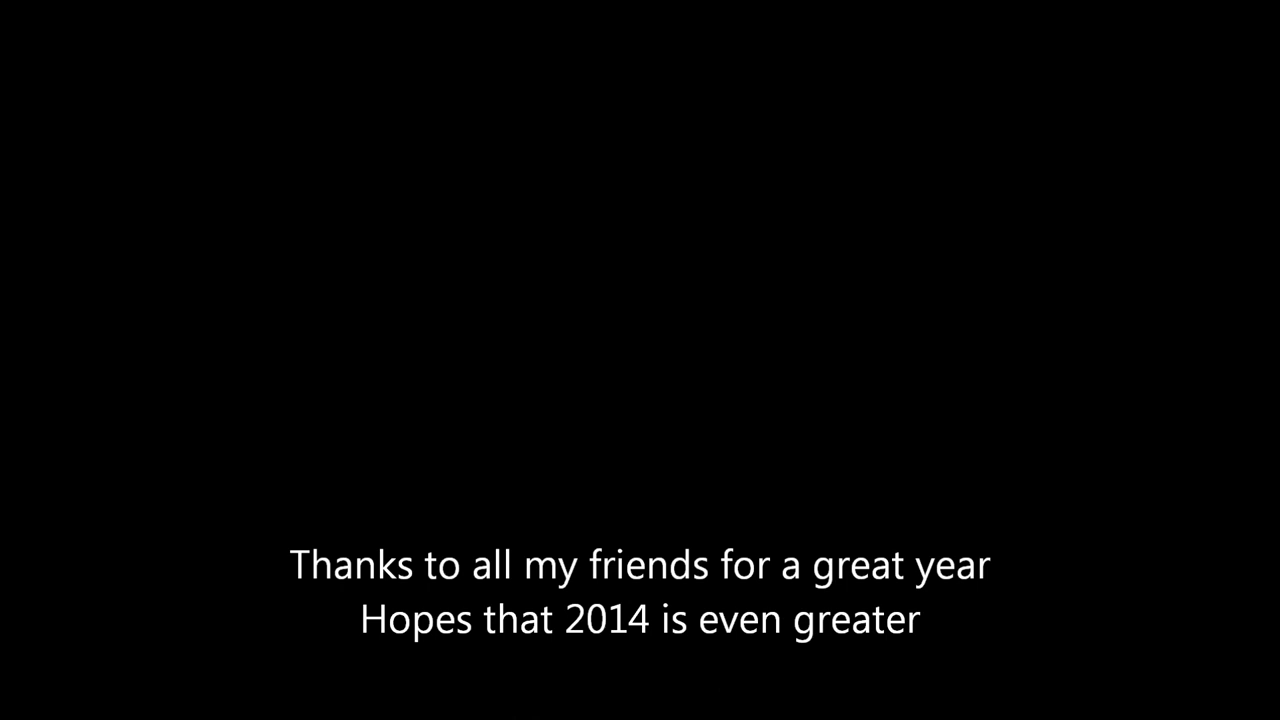 Thanks to all my friends for a great year
Hopes that 2014 is even greater